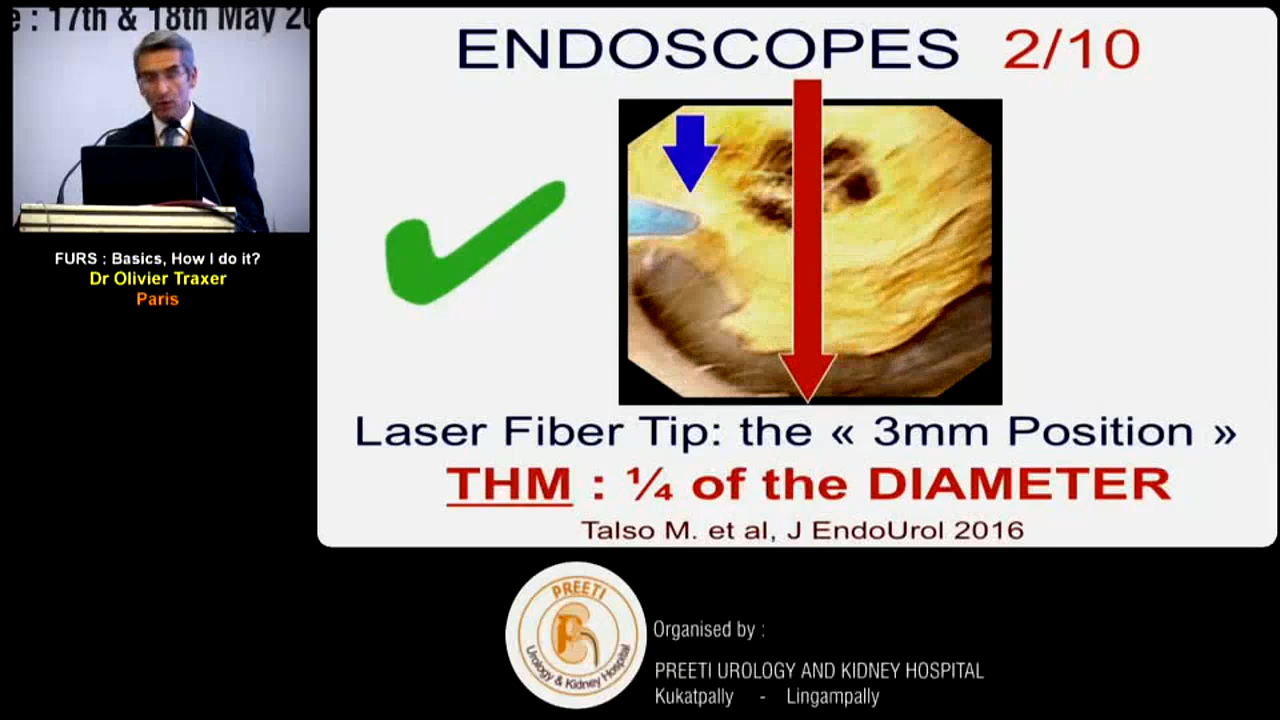 e : 17th & 18th May 20
FURS : Basics, How I do it?
Dr Olivier Traxer
Paris
ENDOSCOPES 2/10
Laser Fiber Tip: the « 3mm Position »
THM : ¼ of the DIAMETER
Talso M. et al, J EndoUrol 2016
PREETI
Urology & Kidney Hospital
Organised by :
PREETI UROLOGY AND KIDNEY HOSPITAL
Kukatpally - Lingampally